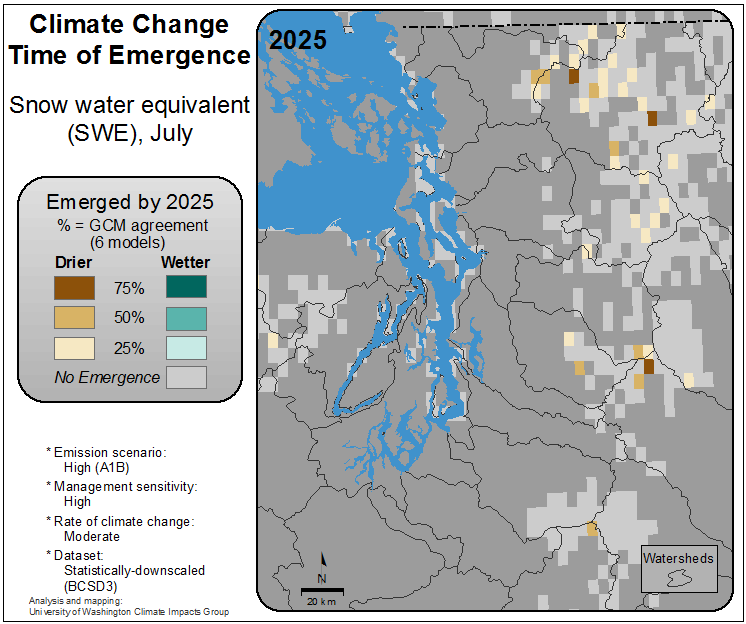 Climate Change
Time of Emergence
Snow water equivalent
(SWE), July
Emerged by 2025
% = GCM agreement
(6 models)
Drier Wetter
75%
50%
25%
No Emergence
* Emission scenario:
High (A1B)
* Management sensitivity:
High
* Rate of climate change:
Moderate
* Dataset:
Statistically-downscaled
(BCSD3)
Analysis and mapping:
University of Washington Climate Impacts Group
2025
N
20 km
Watersheds